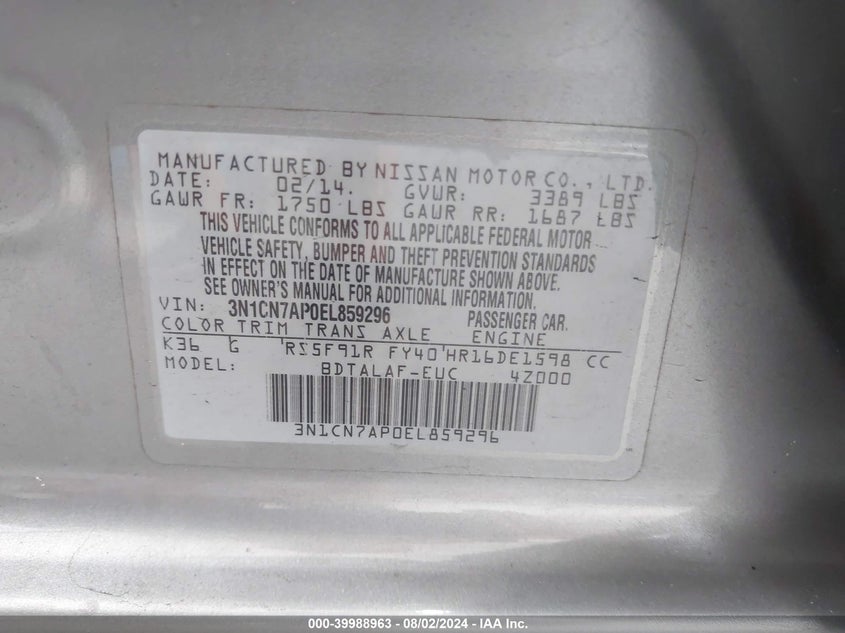 MANUFACTURED BY NISSAN MOTOR CO., LTD.
DATE: 02/14. GVWR: 3389 LBS
GAWR FR: 1750 LBS GAWR RR: 1687 LBS
THIS VEHICLE CONFORMS TO ALL APPLICABLE FEDERAL MOTOR
VEHICLE SAFETY, BUMPER AND THEFT PREVENTION STANDARDS
IN EFFECT ON THE DATE OF MANUFACTURE SHOWN ABOVE.
SEE OWNER'S MANUAL FOR ADDITIONAL INFORMATION.
VIN: 3N1CN7AP0EL859296 PASSENGER CAR.
COLOR TRIM TRANS AXLE ENGINE
K36 G RS5F91R FY40 HR16DE1598 CC
MODEL: BDTALAF-EUC 4Z000
3N1CN7AP0EL859296
000-39988963 - 08/02/2024 - IAA Inc.